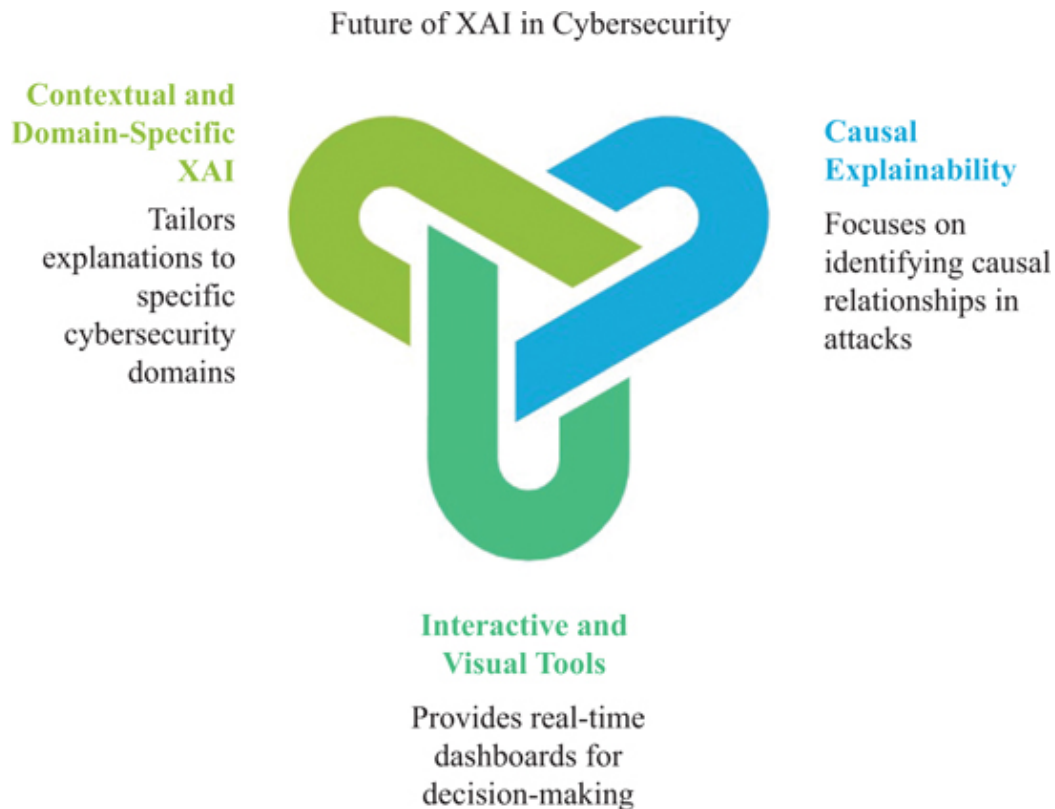 Future of XAI in Cybersecurity
Contextual and
Domain-Specific
XAI
Tailors
explanations to
specific
cybersecurity
domains
Causal
Explainability
Focuses on
identifying causal
relationships in
attacks
Interactive and
Visual Tools
Provides real-time
dashboards for
decision-making